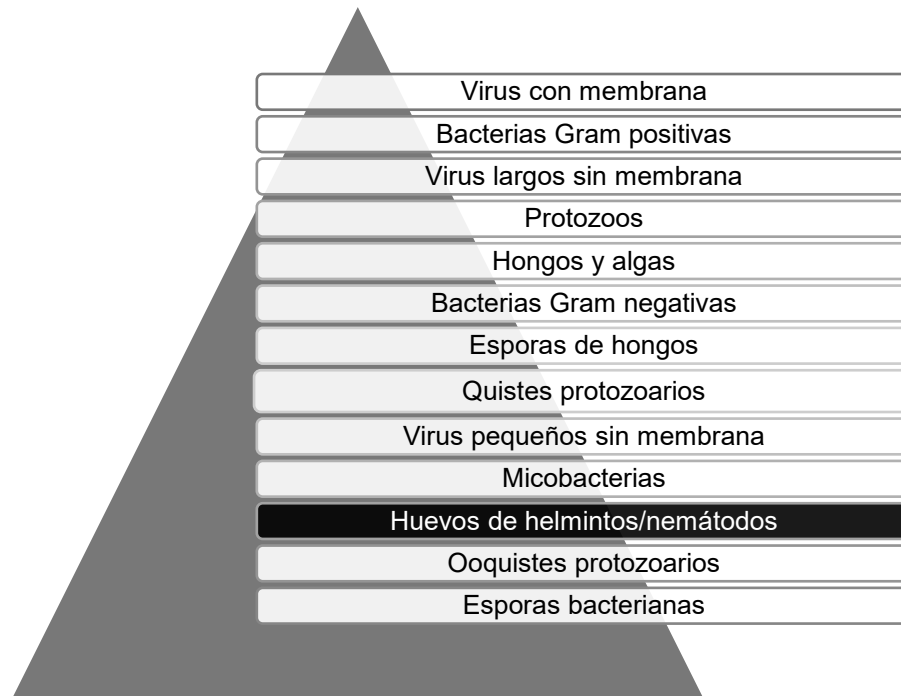 Virus con membrana
Bacterias Gram positivas
Virus largos sin membrana
Protozoos
Hongos y algas
Bacterias Gram negativas
Esporas de hongos
Quistes protozoarios
Virus pequeños sin membrana
Micobacterias
Huevos de helmintos/nemátodos
Ooquistes protozoarios
Esporas bacterianas